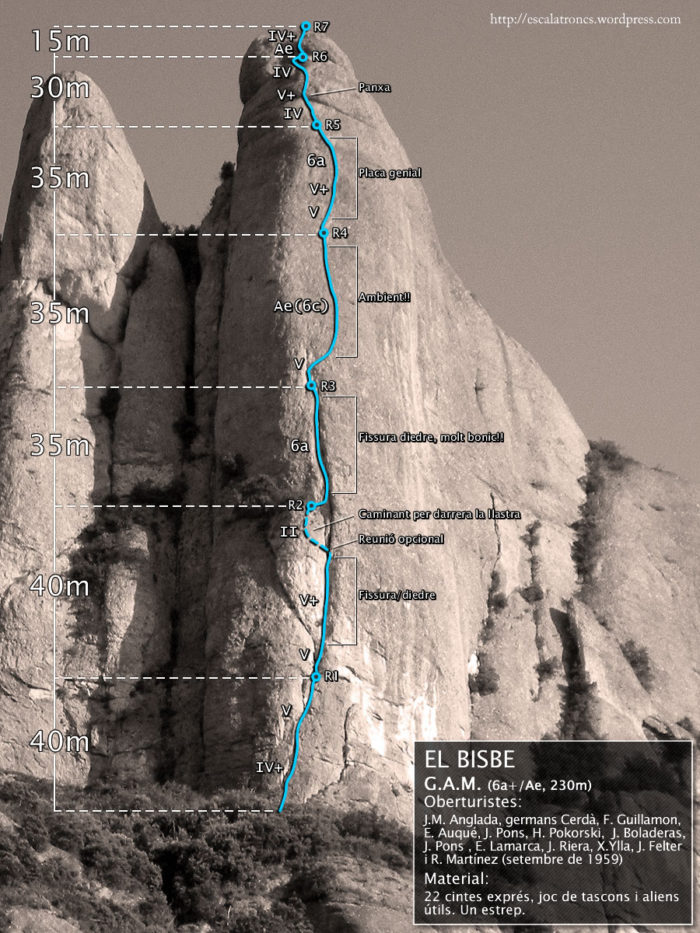 http://escalatroncs.wordpress.com
R7
IV+
15m
Ae
R6
IV
30m
Panxa
V+
IV
R5
6a
Placa genial
35m
V+
V
R4
Ambient!!
Ae(6c)
35m
V
R3
Fissura diedre, molt bonic!!
6a
35m
R2
Caminant per darrera la llastra
II
Reunió opcional
40m
Fissura/diedre
V+
V
R1
V
40m
IV+
EL BISBE
G.A.M. (6a+/Ae, 230m)
Oberturistes:
J.M. Anglada, germans Cerdà, F. Guillamon,
E. Auqué, J. Pons, H. Pokorski, J. Boladeras,
J. Pons , E. Lamarca, J. Riera, X.Ylla, J. Felter
i R. Martínez (setembre de 1959)
Material:
22 cintes exprés, joc de tascons i aliens
útils. Un estrep.